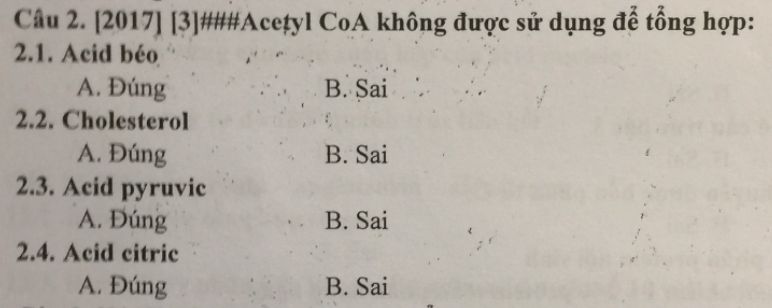 Câu 2. [2017] [3]###Acetyl CoA không được sử dụng để tổng hợp:
2.1. Acid béo
A. Đúng B. Sai
2.2. Cholesterol
A. Đúng B. Sai
2.3. Acid pyruvic
A. Đúng B. Sai
2.4. Acid citric
A. Đúng B. Sai